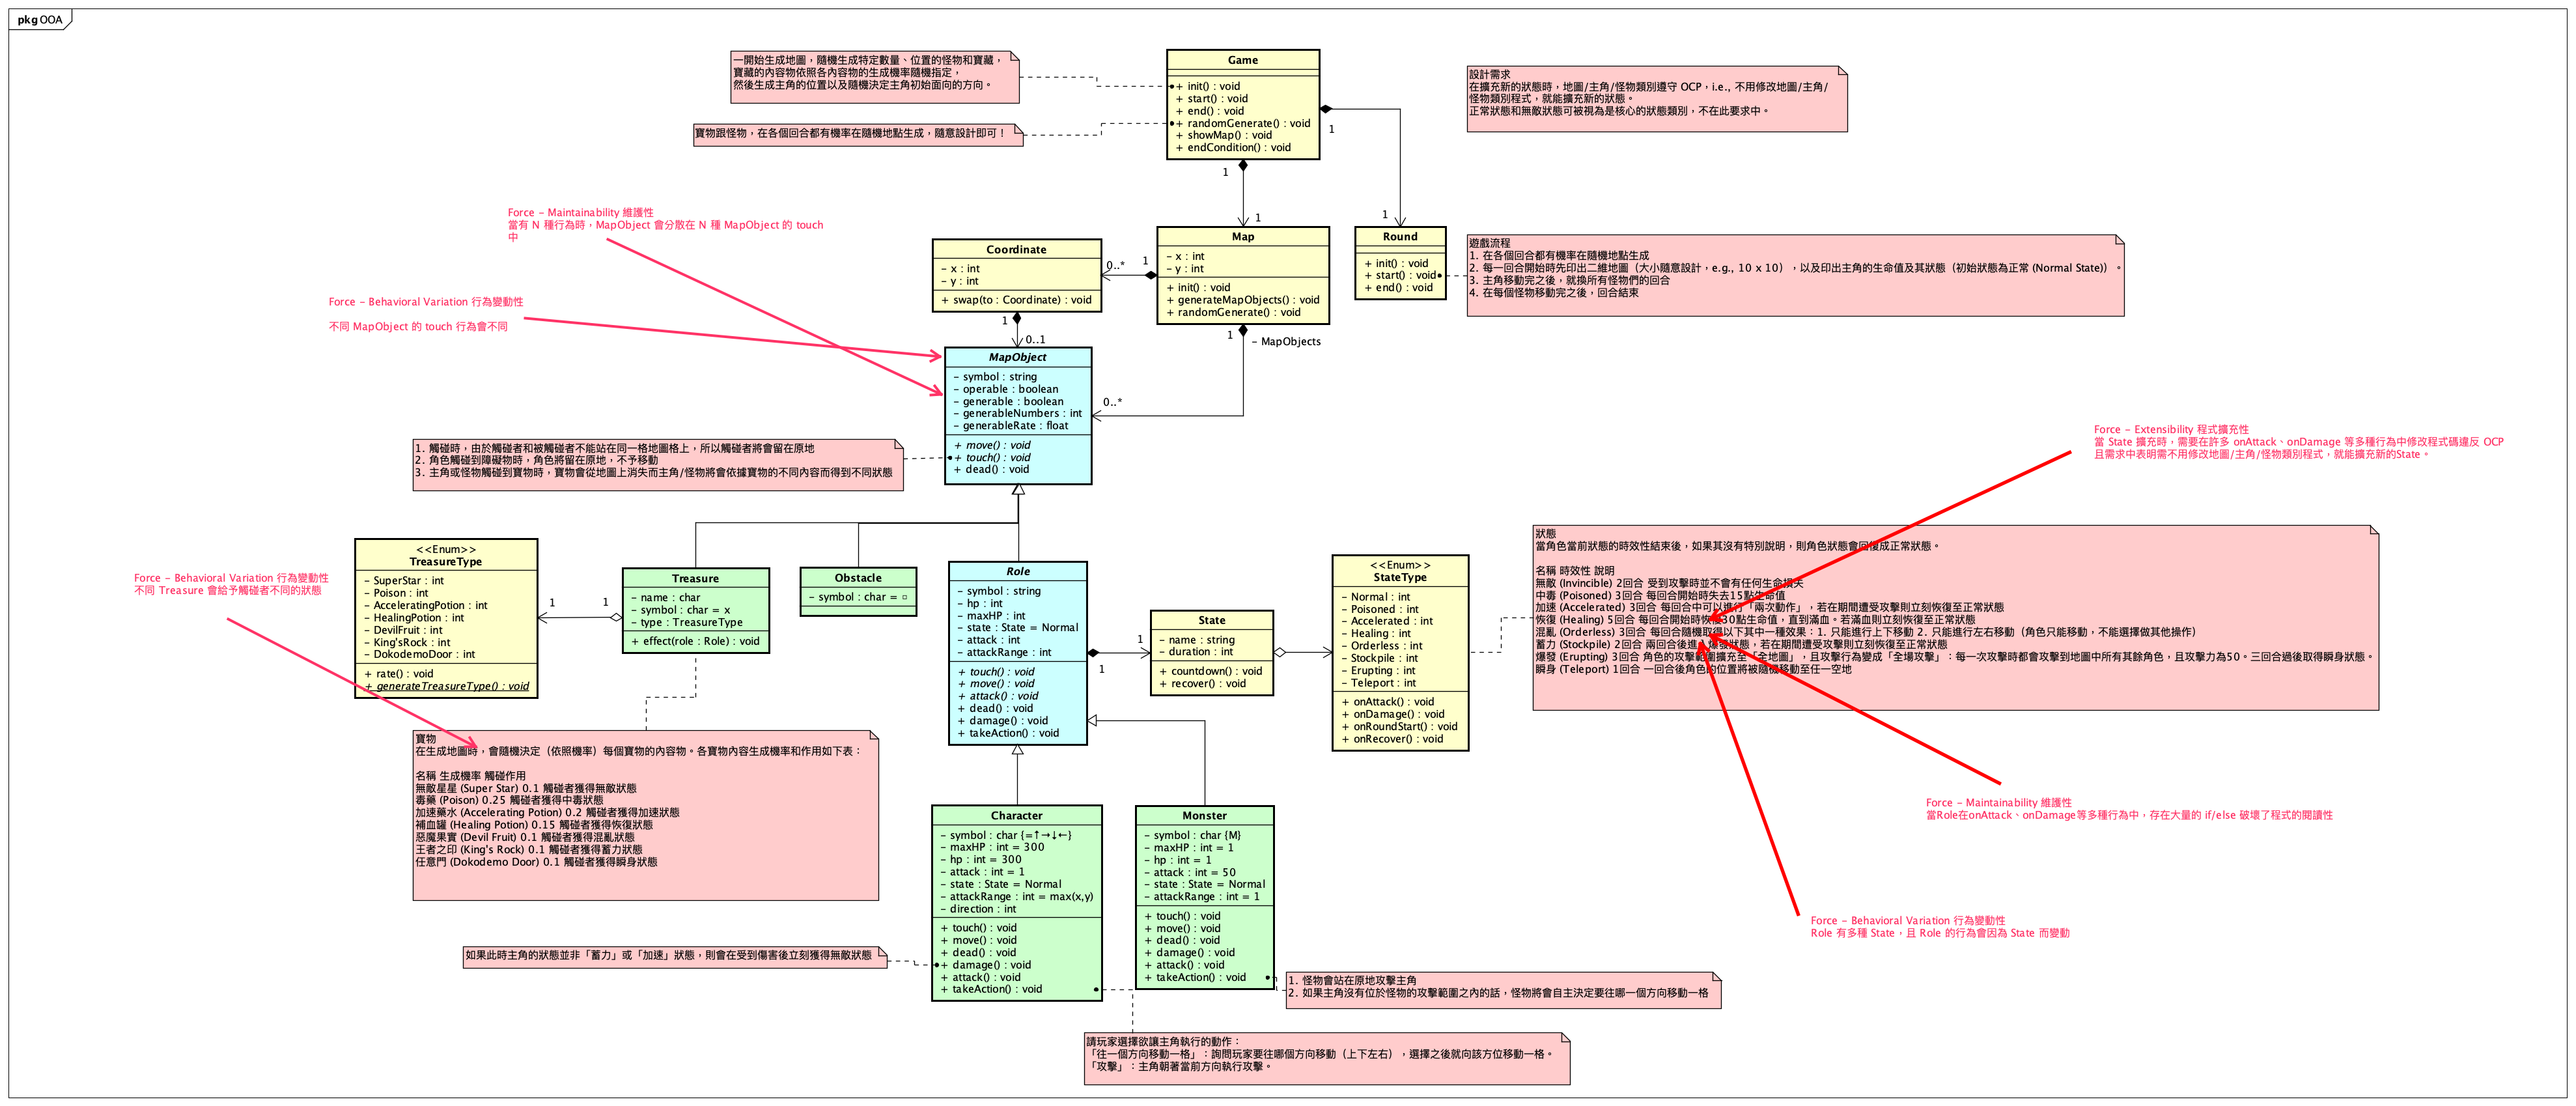 pkg OOA
一開始生成地圖，隨機生成特定數量、位置的怪物和寶藏，
寶藏的內容物依照各內容物的生成機率隨機指定，
然後生成主角的位置以及隨機決定主角初始面向的方向。
寶物跟怪物，在各個回合都有機率在隨機地點生成，隨意設計即可！
Game
+ init() : void
+ start() : void
+ end() : void
+ randomGenerate() : void
+ showMap() : void
+ endCondition() : void
1
1
設計需求
在擴充新的狀態時，地圖/主角/怪物類別遵守 OCP，i.e., 不用修改地圖/主角/
怪物類別程式，就能擴充新的狀態。
正常狀態和無敵狀態可被視為是核心的狀態類別，不在此要求中。
Force - Maintainability 維護性
當有 N 種行為時，MapObject 會分散在 N 種 MapObject 的 touch
中
Force - Behavioral Variation 行為變動性
不同 MapObject 的 touch 行為會不同
Coordinate
- x : int
- y : int
+ swap(to : Coordinate) : void
0..*
1
1
0..1
1
Map
- x : int
- y : int
+ init() : void
+ generateMapObjects() : void
+ randomGenerate() : void
1
- MapObjects
0..*
1
Round
+ init() : void
+ start() : void
+ end() : void
遊戲流程
1. 在各個回合都有機率在隨機地點生成
2. 每一回合開始時先印出二維地圖（大小隨意設計，e.g., 10 x 10），以及印出主角的生命值及其狀態（初始狀態為正常 (Normal State)）。
3. 主角移動完之後，就換所有怪物們的回合
4. 在每個怪物移動完之後，回合結束
MapObject
- symbol : string
- operable : boolean
- generable : boolean
- generableNumbers : int
- generableRate : float
+ move() : void
+ touch() : void
+ dead() : void
1. 觸碰時，由於觸碰者和被觸碰者不能站在同一格地圖格上，所以觸碰者將會留在原地
2. 角色觸碰到障礙物時，角色將留在原地，不予移動
3. 主角或怪物觸碰到寶物時，寶物會從地圖上消失而主角/怪物將會依據寶物的不同內容而得到不同狀態
Force - Extensibility 程式擴充性
當 State 擴充時，需要在許多 onAttack、onDamage 等多種行為中修改程式碼違反 OCP
且需求中表明需不用修改地圖/主角/怪物類別程式，就能擴充新的State。
Force - Behavioral Variation 行為變動性
不同 Treasure 會給予觸碰者不同的狀態
<<Enum>>
TreasureType
- SuperStar : int
- Poison : int
- AcceleratingPotion : int
- HealingPotion : int
- DevilFruit : int
- King'sRock : int
- DokodemoDoor : int
+ rate() : void
+ generateTreasureType() : void
1
1
Treasure
- name : char
- symbol : char = x
- type : TreasureType
+ effect(role : Role) : void
Obstacle
- symbol : char = □
Role
- symbol : string
- hp : int
- maxHP : int
- state : State = Normal
- attack : int
- attackRange : int
+ touch() : void
+ move() : void
+ attack() : void
+ dead() : void
+ damage() : void
+ takeAction() : void
1
1
State
- name : string
- duration : int
+ countdown() : void
+ recover() : void
<<Enum>>
StateType
- Normal : int
- Poisoned : int
- Accelerated : int
- Healing : int
- Orderless : int
- Stockpile : int
- Erupting : int
- Teleport : int
+ onAttack() : void
+ onDamage() : void
+ onRoundStart() : void
+ onRecover() : void
狀態
當角色當前狀態的時效性結束後，如果其沒有特別說明，則角色狀態會回復成正常狀態。
名稱 時效性 說明
無敵 (Invincible) 2回合 受到攻擊時並不會有任何生命損失
中毒 (Poisoned) 3回合 每回合開始時失去15點生命值
加速 (Accelerated) 3回合 每回合中可以進行「兩次動作」，若在期間遭受攻擊則立刻恢復至正常狀態
恢復 (Healing) 5回合 每回合開始時恢復30點生命值，直到滿血。若滿血則立刻恢復至正常狀態
混亂 (Orderless) 3回合 每回合隨機取得以下其中一種效果：1. 只能進行上下移動 2. 只能進行左右移動（角色只能移動，不能選擇做其他操作）
蓄力 (Stockpile) 2回合 兩回合後進入爆發狀態，若在期間遭受攻擊則立刻恢復至正常狀態
爆發 (Erupting) 3回合 角色的攻擊範圍擴充至「全地圖」，且攻擊行為變成「全場攻擊」：每一次攻擊時都會攻擊到地圖中所有其餘角色，且攻擊力為50。三回合過後取得瞬身狀態。
瞬身 (Teleport) 1回合 一回合後角色的位置將被隨機移動至任一空地
寶物
在生成地圖時，會隨機決定（依照機率）每個寶物的內容物。各寶物內容生成機率和作用如下表：
名稱 生成機率 觸碰作用
無敵星星 (Super Star) 0.1 觸碰者獲得無敵狀態
毒藥 (Poison) 0.25 觸碰者獲得中毒狀態
加速藥水 (Accelerating Potion) 0.2 觸碰者獲得加速狀態
補血罐 (Healing Potion) 0.15 觸碰者獲得恢復狀態
惡魔果實 (Devil Fruit) 0.1 觸碰者獲得混亂狀態
王者之印 (King's Rock) 0.1 觸碰者獲得蓄力狀態
任意門 (Dokodemo Door) 0.1 觸碰者獲得瞬身狀態
Force - Maintainability 維護性
當Role在onAttack、onDamage等多種行為中，存在大量的 if/else 破壞了程式的閱讀性
Force - Behavioral Variation 行為變動性
Role 有多種 State，且 Role 的行為會因為 State 而變動
Character
- symbol : char {=↑→↓←}
- maxHP : int = 300
- hp : int = 300
- attack : int = 1
- state : State = Normal
- attackRange : int = max(x,y)
- direction : int
+ touch() : void
+ move() : void
+ dead() : void
+ damage() : void
+ attack() : void
+ takeAction() : void
Monster
- symbol : char {M}
- maxHP : int = 1
- hp : int = 1
- attack : int = 50
- state : State = Normal
- attackRange : int = 1
+ touch() : void
+ move() : void
+ dead() : void
+ damage() : void
+ attack() : void
+ takeAction() : void
如果此時主角的狀態並非「蓄力」或「加速」狀態，則會在受到傷害後立刻獲得無敵狀態
1. 怪物會站在原地攻擊主角
2. 如果主角沒有位於怪物的攻擊範圍之內的話，怪物將會自主決定要往哪一個方向移動一格
請玩家選擇欲讓主角執行的動作：
「往一個方向移動一格」：詢問玩家要往哪個方向移動（上下左右），選擇之後就向該方位移動一格。
「攻擊」：主角朝著當前方向執行攻擊。